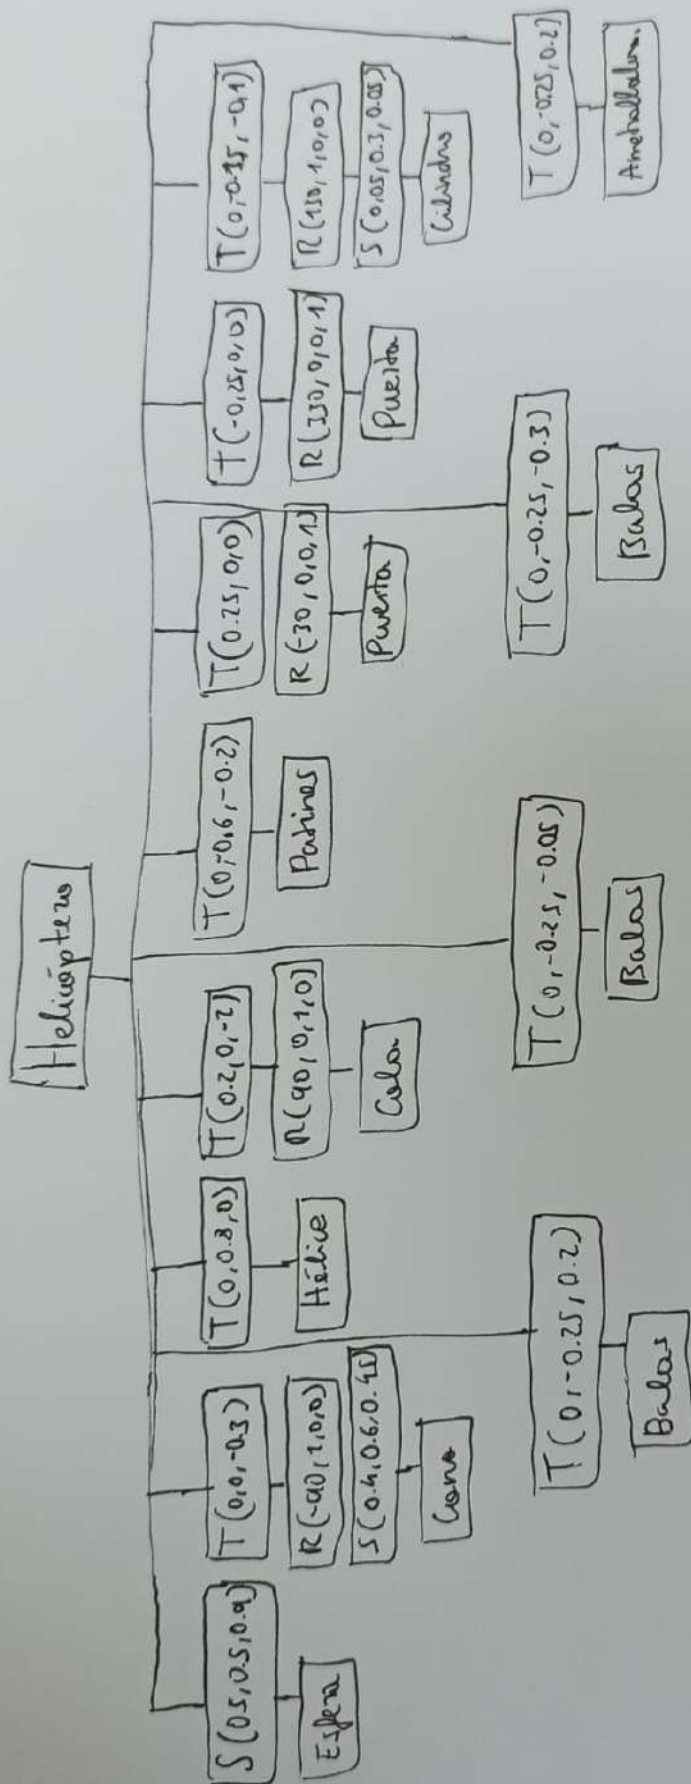 Helicóptero
S(0.5,0.5,0.9)
Esfera
T(0,0,-0.3)
R(-90,1,0,0)
S(0.4,0.6,0.45)
Cono
T(0,0.8,0)
Hélice
T(0.2,0,-2)
R(90,0,1,0)
Cola
T(0,-0.6,-0.2)
Patines
T(0.25,0,0)
R(-30,0,0,1)
Puerta
T(-0.25,0,0)
R(330,0,0,1)
Puerta
T(0,-0.25,-0.1)
R(130,1,0,0)
S(0.05,0.3,0.05)
Cilindro
T(0,-0.25,0.2)
Balas
T(0,-0.25,-0.05)
Balas
T(0,-0.25,-0.3)
Balas
T(0,-0.25,0.2)